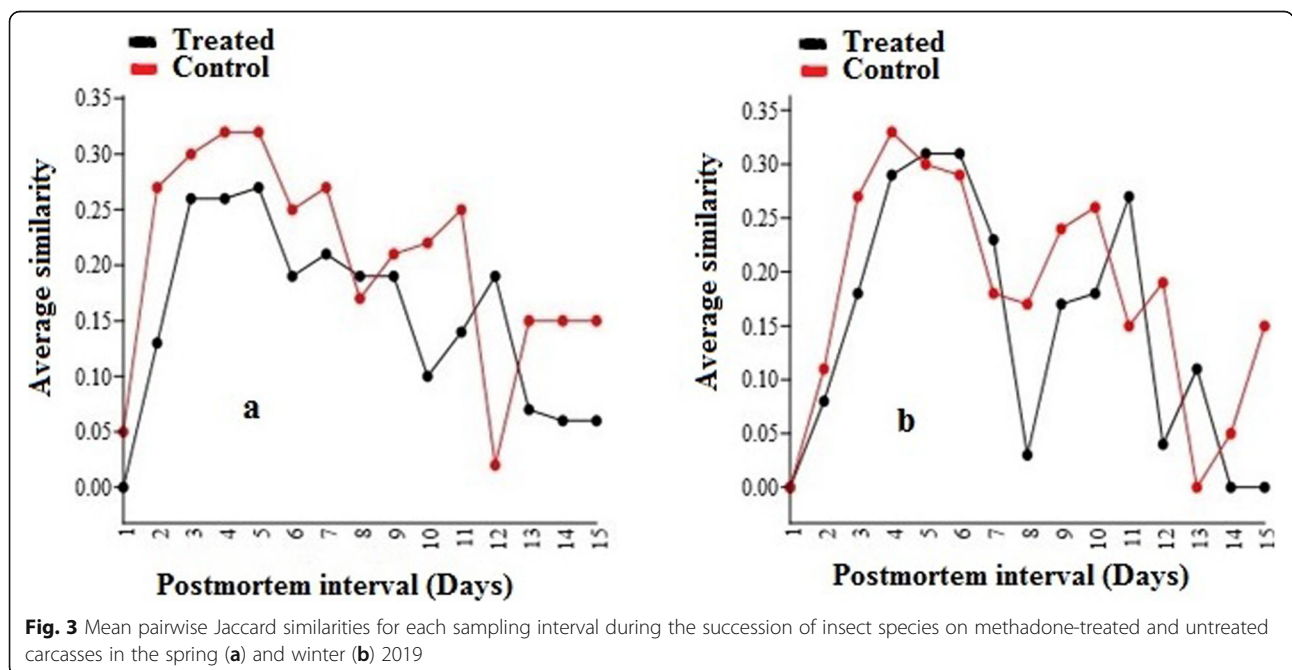 Treated
Control
0.35
0.30
0.25
0.20
0.15
0.10
0.05
0.00
Average similarity
a
1 2 3 4 5 6 7 8 9 10 11 12 13 14 15
Postmortem interval (Days)
Treated
Control
0.35
0.30
0.25
0.20
0.15
0.10
0.05
0.00
Average similarity
b
1 2 3 4 5 6 7 8 9 10 11 12 13 14 15
Postmortem interval (Days)
Fig. 3 Mean pairwise Jaccard similarities for each sampling interval during the succession of insect species on methadone-treated and untreated
carcasses in the spring (a) and winter (b) 2019